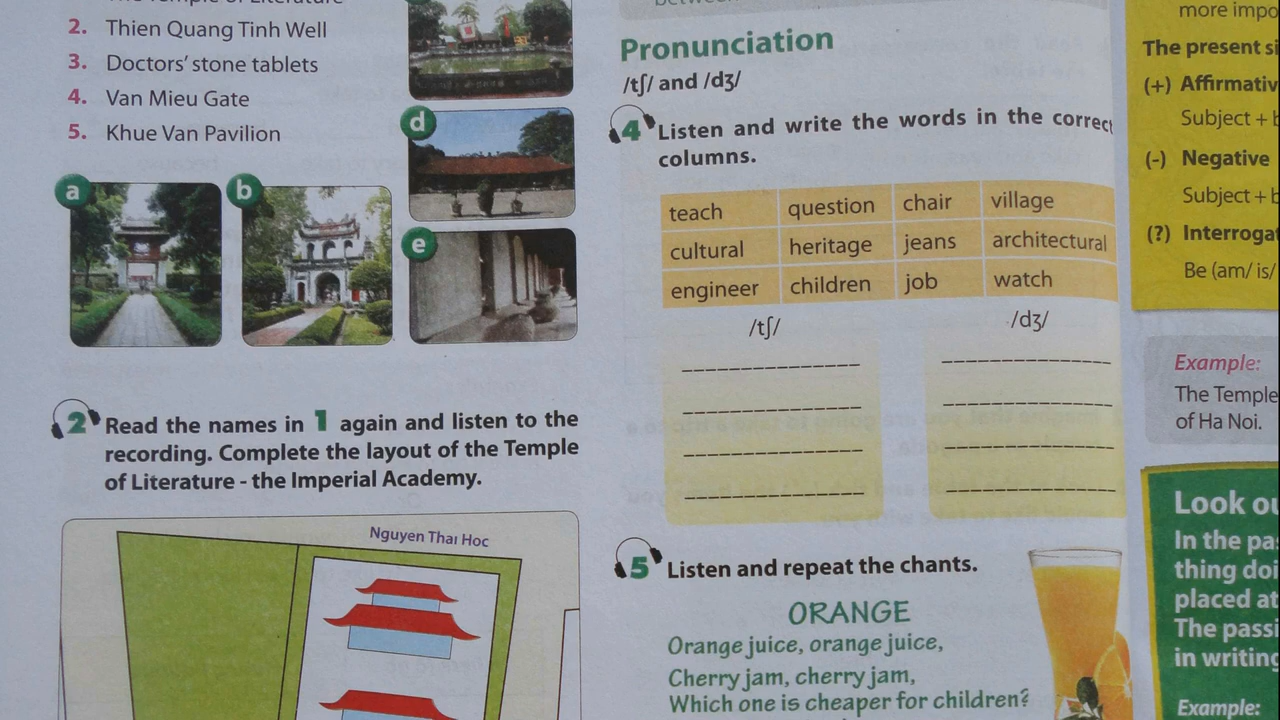 2. Thien Quang Tinh Well
3. Doctors' stone tablets
4. Van Mieu Gate
5. Khue Van Pavilion
d
a
b
e
2 Read the names in 1 again and listen to the
recording. Complete the layout of the Temple
of Literature - the Imperial Academy.
Nguyen Thai Hoc
Pronunciation
/tʃ/ and /dʒ/
4 Listen and write the words in the correct
columns.
teach question chair village
cultural heritage jeans architectural
engineer children job watch
/tʃ/ /dʒ/
5 Listen and repeat the chants.
ORANGE
Orange juice, orange juice,
Cherry jam, cherry jam,
Which one is cheaper for children?
more impo
The present si
(+) Affirmativ
Subject + b
(-) Negative
Subject + b
(?) Interrogat
Be (am/ is/
Example:
The Temple
of Ha Noi.
Look ou
In the pas
thing doi
placed at
The passi
in writing
Example: